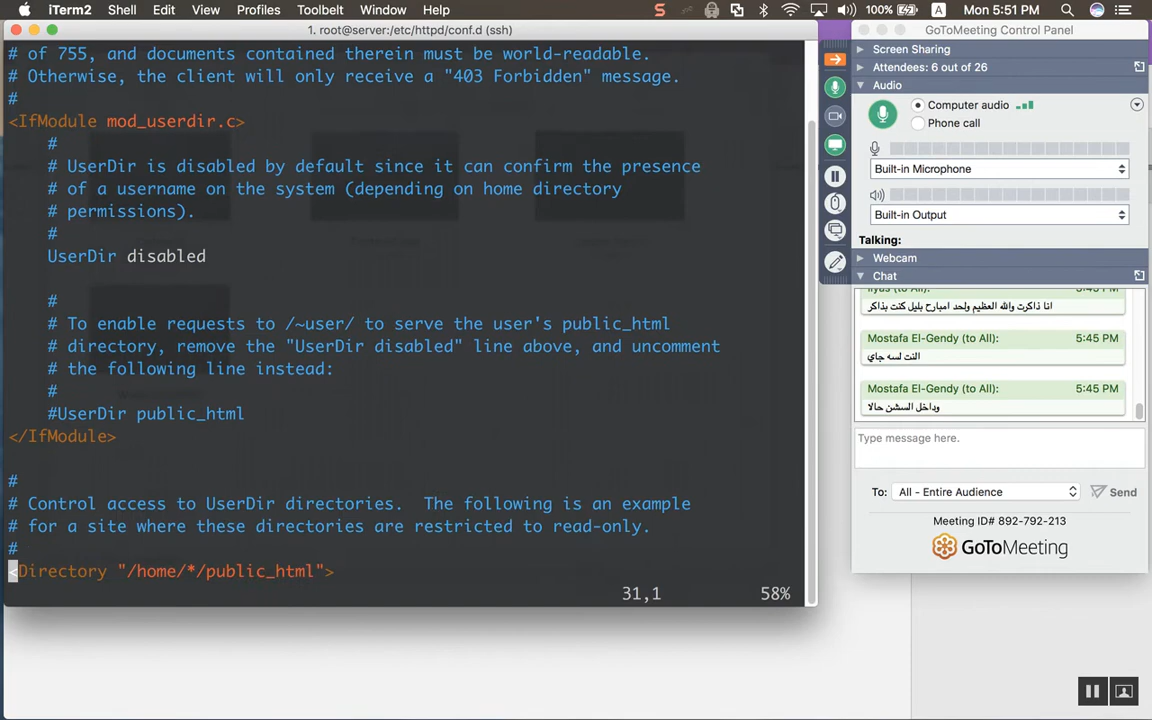 iTerm2 Shell Edit View Profiles Toolbelt Window Help
S 100% A Mon 5:51 PM
1. root@server:/etc/httpd/conf.d (ssh)
# of 755, and documents contained therein must be world-readable.
# Otherwise, the client will only receive a "403 Forbidden" message.
#
<IfModule mod_userdir.c>
#
# UserDir is disabled by default since it can confirm the presence
# of a username on the system (depending on home directory
# permissions).
#
UserDir disabled
#
# To enable requests to /~user/ to serve the user's public_html
# directory, remove the "UserDir disabled" line above, and uncomment
# the following line instead:
#
#UserDir public_html
</IfModule>
#
# Control access to UserDir directories.  The following is an example
# for a site where these directories are restricted to read-only.
#
<Directory "/home/*/public_html">
31,1 58%
GoToMeeting Control Panel
Screen Sharing
Attendees: 6 out of 26
Audio
Computer audio
Phone call
Built-in Microphone
Built-in Output
Talking:
Webcam
Chat
Ilyas (to All): 5:45 PM
انا ذاكرت والله العظيم ولحد امبارح بليل كنت بذاكر
Mostafa El-Gendy (to All): 5:45 PM
النت لسه جاي
Mostafa El-Gendy (to All): 5:45 PM
وداخل السشن حالا
Type message here.
To: All - Entire Audience Send
Meeting ID# 892-792-213
GoToMeeting